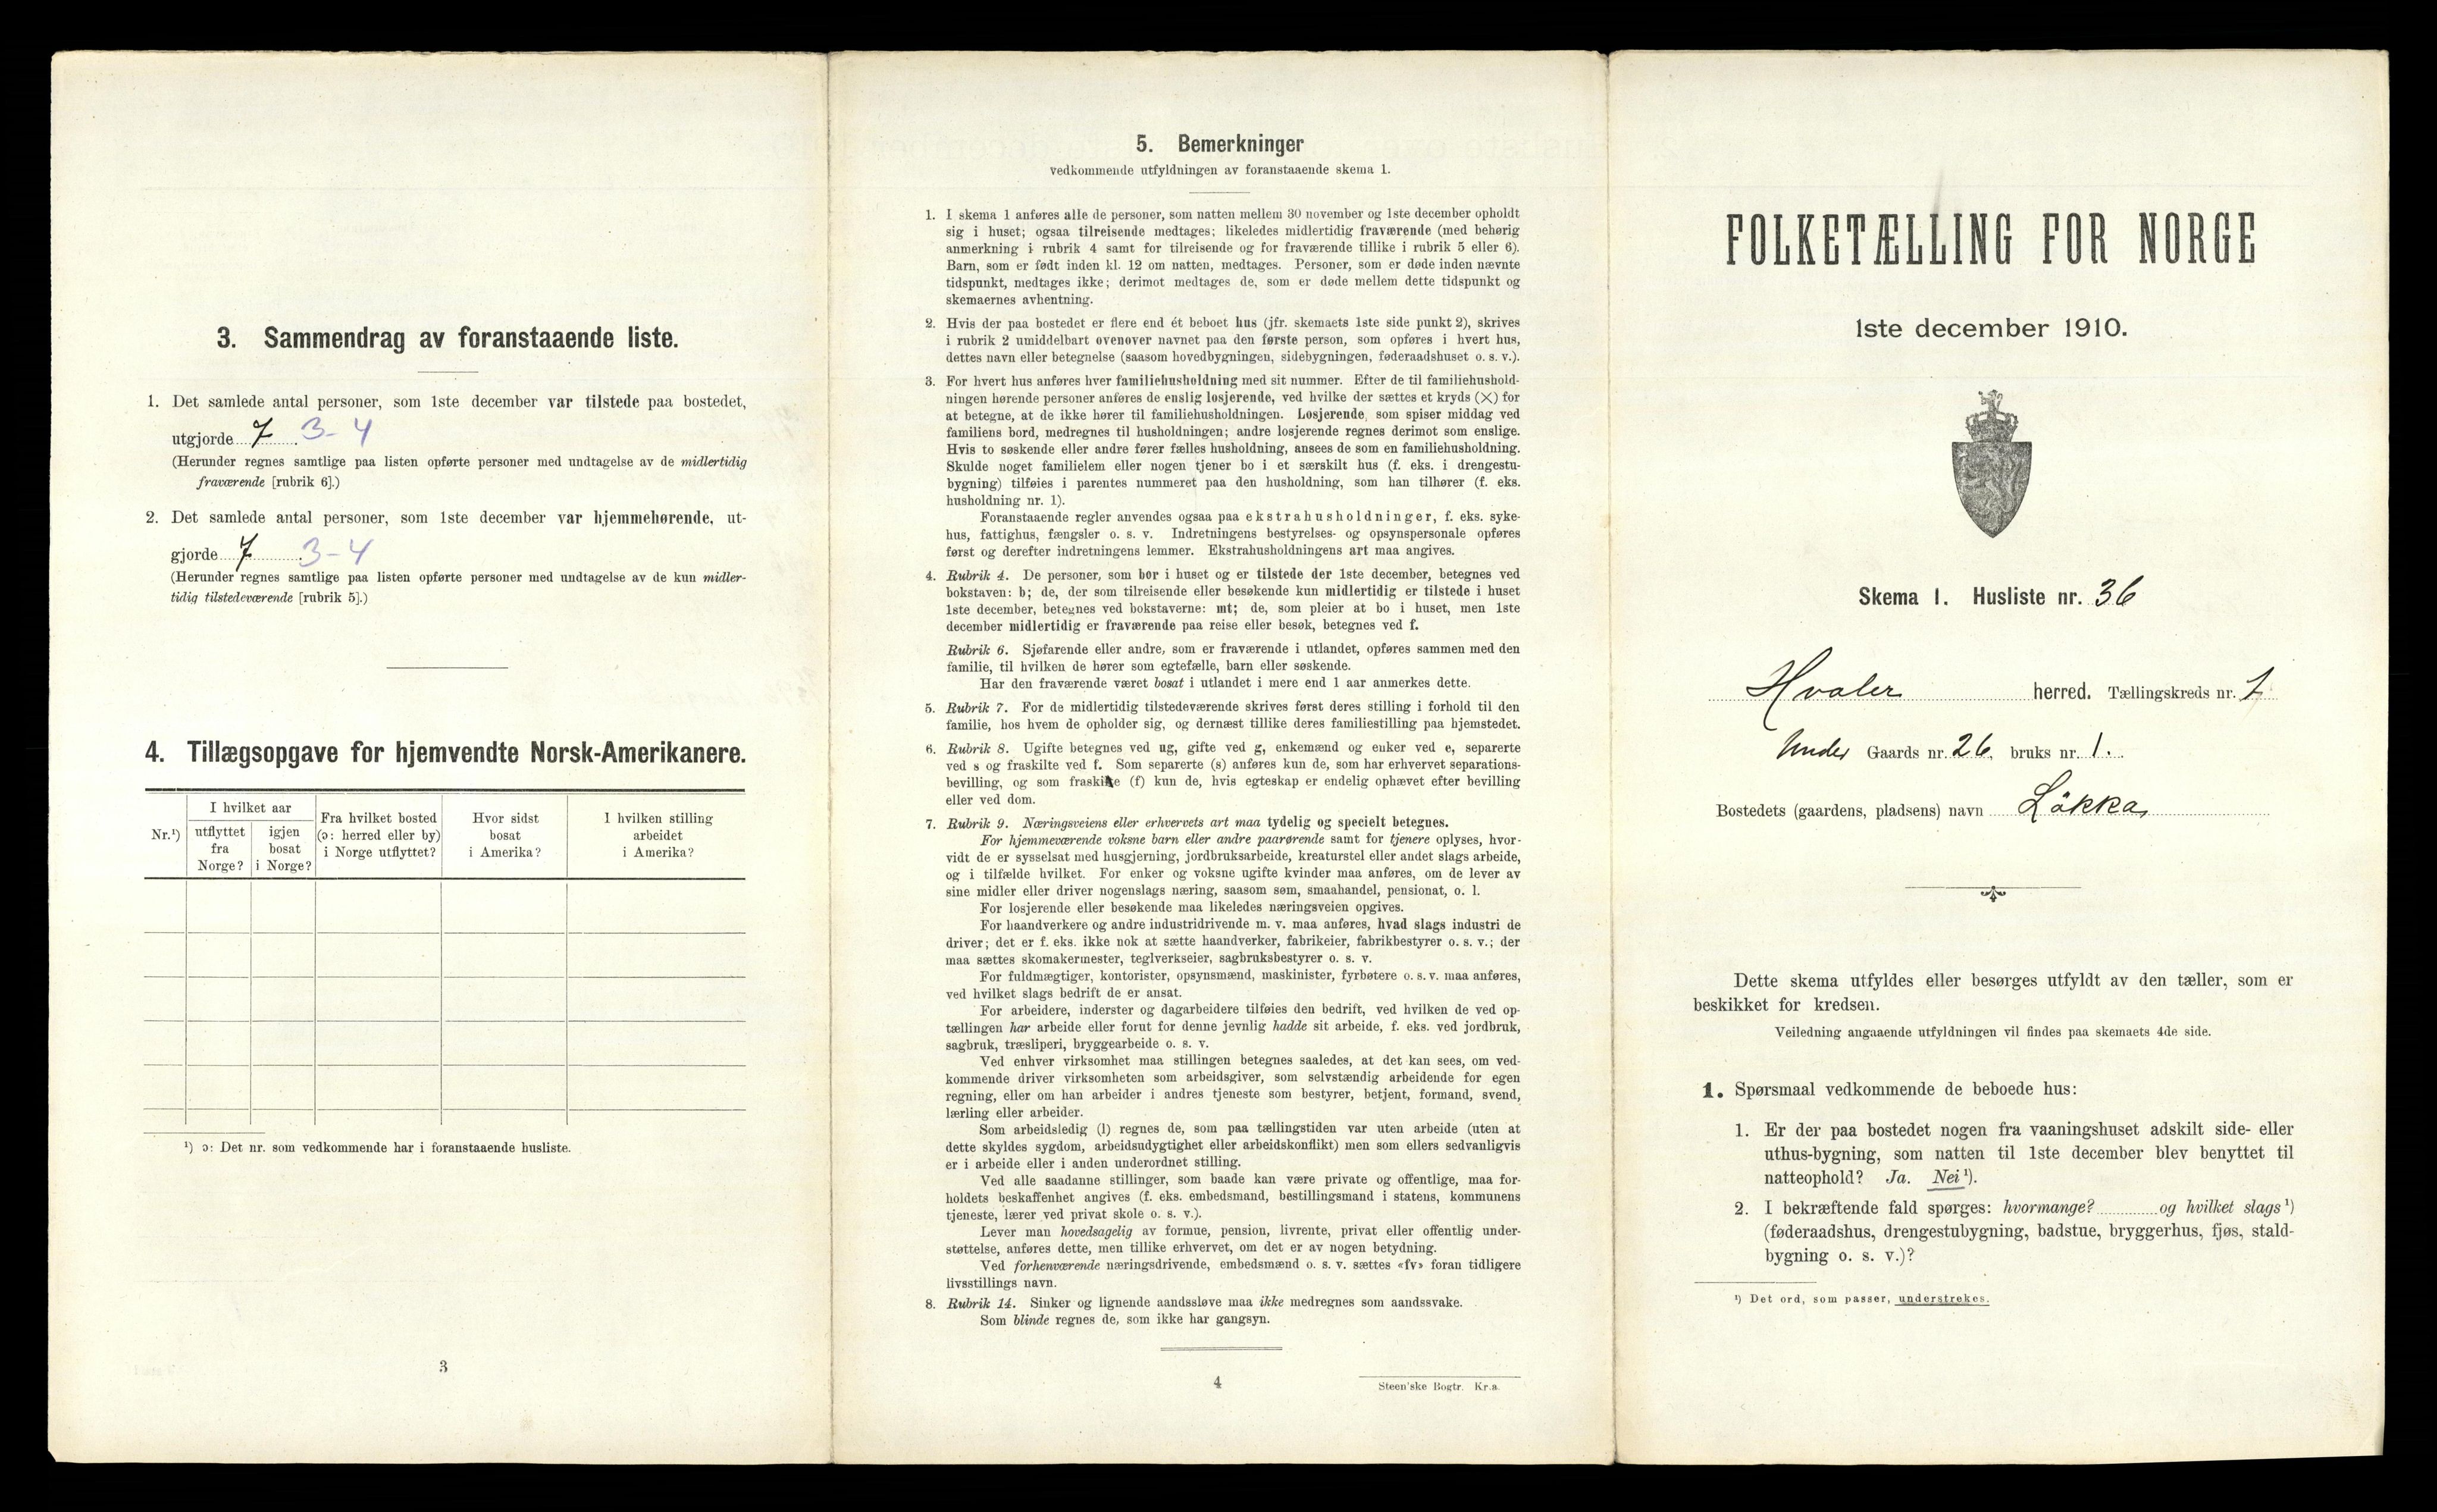 3. Sammendrag av foranstaaende liste.
1. Det samlede antal personer, som 1ste december var tilstede paa bostedet,
utgjorde 7 3-4
(Herunder regnes samtlige paa listen opførte personer med undtagelse av de midlertidig
fraværende [rubrik 6].)
2. Det samlede antal personer, som 1ste december var hjemmehørende, ut-
gjorde 7 3-4
(Herunder regnes samtlige paa listen opførte personer med undtagelse av de kun midler-
tidig tilstedeværende [rubrik 5].)
4. Tillægsopgave for hjemvendte Norsk-Amerikanere.
Nr.¹)
I hvilket aar
utflyttet
fra
Norge?
igjen
bosat
i Norge?
Fra hvilket bosted
(ɔ: herred eller by)
i Norge utflyttet?
Hvor sidst
bosat
i Amerika?
I hvilken stilling
arbeidet
i Amerika?
¹) ɔ: Det nr. som vedkommende har i foranstaaende husliste.
3
5. Bemerkninger
vedkommende utfyldningen av foranstaaende skema 1.
1. I skema 1 anføres alle de personer, som natten mellem 30 november og 1ste december opholdt
sig i huset; ogsaa tilreisende medtages; likeledes midlertidig fraværende (med behørig
anmerkning i rubrik 4 samt for tilreisende og for fraværende tillike i rubrik 5 eller 6).
Barn, som er født inden kl. 12 om natten, medtages. Personer, som er døde inden nævnte
tidspunkt, medtages ikke; derimot medtages de, som er døde mellem dette tidspunkt og
skemaernes avhentning.
2. Hvis der paa bostedet er flere end ét beboet hus (jfr. skemaets 1ste side punkt 2), skrives
i rubrik 2 umiddelbart ovenover navnet paa den første person, som opføres i hvert hus,
dettes navn eller betegnelse (saasom hovedbygningen, sidebygningen, føderaadshuset o. s. v.).
3. For hvert hus anføres hver familiehusholdning med sit nummer. Efter de til familiehushold-
ningen hørende personer anføres de enslig losjerende, ved hvilke der sættes et kryds (×) for
at betegne, at de ikke hører til familiehusholdningen. Losjerende, som spiser middag ved
familiens bord, medregnes til husholdningen; andre losjerende regnes derimot som enslige.
Hvis to søskende eller andre fører fælles husholdning, ansees de som en familiehusholdning.
Skulde noget familielem eller nogen tjener bo i et særskilt hus (f. eks. i drengestu-
bygning) tilføies i parentes nummeret paa den husholdning, som han tilhører (f. eks.
husholdning nr. 1).
Foranstaaende regler anvendes ogsaa paa ekstrahusholdninger, f. eks. syke-
hus, fattighus, fængsler o. s. v. Indretningens bestyrelses- og opsynspersonale opføres
først og derefter indretningens lemmer. Ekstrahusholdningens art maa angives.
4. Rubrik 4. De personer, som bor i huset og er tilstede der 1ste december, betegnes ved
bokstaven: b; de, der som tilreisende eller besøkende kun midlertidig er tilstede i huset
1ste december, betegnes ved bokstaverne: mt; de, som pleier at bo i huset, men 1ste
december midlertidig er fraværende paa reise eller besøk, betegnes ved f.
Rubrik 6. Sjøfarende eller andre, som er fraværende i utlandet, opføres sammen med den
familie, til hvilken de hører som egtefælle, barn eller søskende.
Har den fraværende været bosat i utlandet i mere end 1 aar anmerkes dette.
5. Rubrik 7. For de midlertidig tilstedeværende skrives først deres stilling i forhold til den
familie, hos hvem de opholder sig, og dernæst tillike deres familiestilling paa hjemstedet.
6. Rubrik 8. Ugifte betegnes ved ug, gifte ved g, enkemænd og enker ved e, separerte
ved s og fraskilte ved f. Som separerte (s) anføres kun de, som har erhvervet separations-
bevilling, og som fraskilte (f) kun de, hvis egteskap er endelig ophævet efter bevilling
eller ved dom.
7. Rubrik 9. Næringsveiens eller erhvervets art maa tydelig og specielt betegnes.
For hjemmeværende voksne barn eller andre paarørende samt for tjenere oplyses, hvor-
vidt de er sysselsat med husgjerning, jordbruksarbeide, kreaturstel eller andet slags arbeide,
og i tilfælde hvilket. For enker og voksne ugifte kvinder maa anføres, om de lever av
sine midler eller driver nogenslags næring, saasom søm, smaahandel, pensionat, o. l.
For losjerende eller besøkende maa likeledes næringsveien opgives.
For haandverkere og andre industridrivende m. v. maa anføres, hvad slags industri de
driver; det er f. eks. ikke nok at sætte haandverker, fabrikeier, fabrikbestyrer o. s. v.; der
maa sættes skomakermester, teglverkseier, sagbruksbestyrer o. s. v.
For fuldmægtiger, kontorister, opsynsmænd, maskinister, fyrbøtere o. s. v. maa anføres,
ved hvilket slags bedrift de er ansat.
For arbeidere, inderster og dagarbeidere tilføies den bedrift, ved hvilken de ved op-
tællingen har arbeide eller forut for denne jevnlig hadde sit arbeide, f. eks. ved jordbruk,
sagbruk, træsliperi, bryggearbeide o. s. v.
Ved enhver virksomhet maa stillingen betegnes saaledes, at det kan sees, om ved-
kommende driver virksomheten som arbeidsgiver, som selvstændig arbeidende for egen
regning, eller om han arbeider i andres tjeneste som bestyrer, betjent, formand, svend,
lærling eller arbeider.
Som arbeidsledig (l) regnes de, som paa tællingstiden var uten arbeide (uten at
dette skyldes sygdom, arbeidsudygtighet eller arbeidskonflikt) men som ellers sedvanligvis
er i arbeide eller i anden underordnet stilling.
Ved alle saadanne stillinger, som baade kan være private og offentlige, maa for-
holdets beskaffenhet angives (f. eks. embedsmand, bestillingsmand i statens, kommunens
tjeneste, lærer ved privat skole o. s. v.).
Lever man hovedsagelig av formue, pension, livrente, privat eller offentlig under-
støttelse, anføres dette, men tillike erhvervet, om det er av nogen betydning.
Ved forhenværende næringsdrivende, embedsmænd o. s. v. sættes «fv» foran tidligere
livsstillings navn.
8. Rubrik 14. Sinker og lignende aandssløve maa ikke medregnes som aandssvake.
Som blinde regnes de, som ikke har gangsyn.
4
Steen'ske Bogtr. Kr.a.
FOLKETÆLLING FOR NORGE
1ste december 1910.
Skema 1. Husliste nr. 36
Hvaler herred. Tællingskreds nr. 1
Under Gaards nr. 26, bruks nr. 1.
Bostedets (gaardens, pladsens) navn Løkka
Dette skema utfyldes eller besørges utfyldt av den tæller, som er
beskikket for kredsen.
Veiledning angaaende utfyldningen vil findes paa skemaets 4de side.
1. Spørsmaal vedkommende de beboede hus:
1. Er der paa bostedet nogen fra vaaningshuset adskilt side- eller
uthus-bygning, som natten til 1ste december blev benyttet til
natteophold? Ja. Nei ¹).
2. I bekræftende fald spørges: hvormange? og hvilket slags ¹)
(føderaadshus, drengestubygning, badstue, bryggerhus, fjøs, stald-
bygning o. s. v.)?
¹) Det ord, som passer, understrekes.